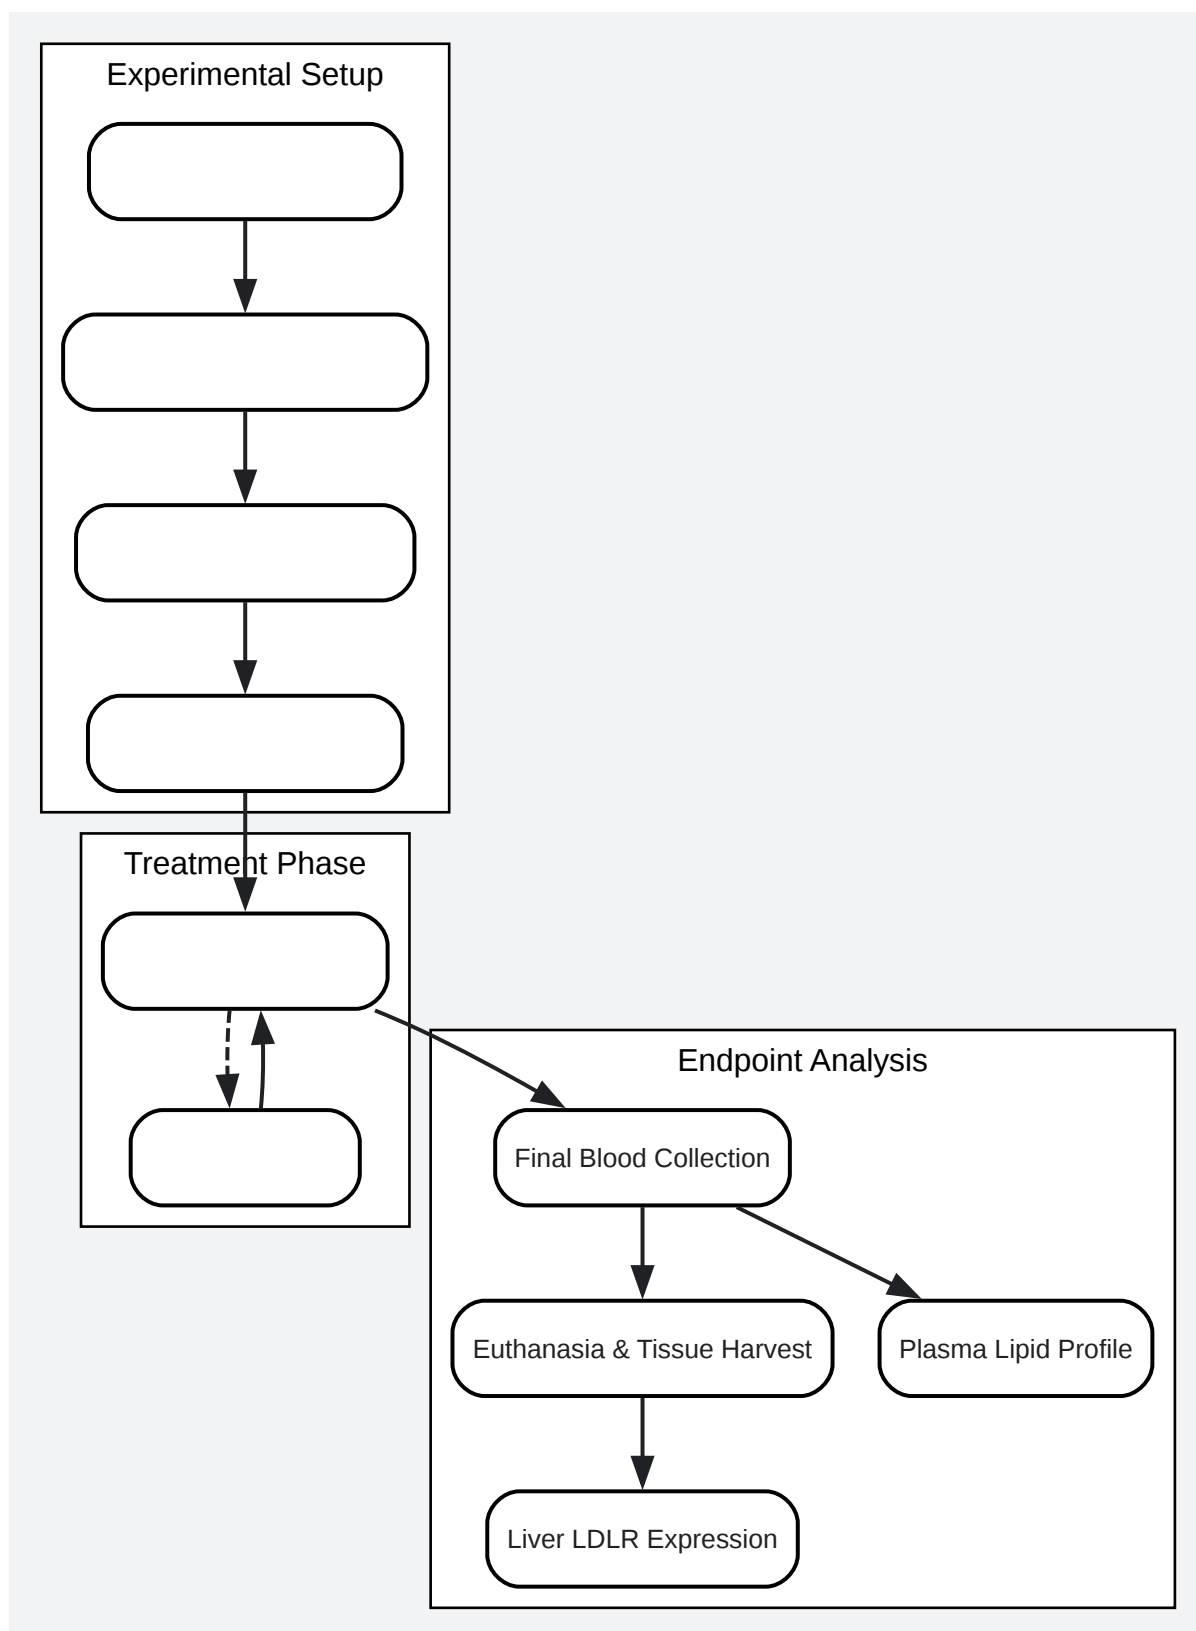 Experimental Setup
Treatment Phase
Endpoint Analysis
Final Blood Collection
Euthanasia & Tissue Harvest
Plasma Lipid Profile
Liver LDLR Expression